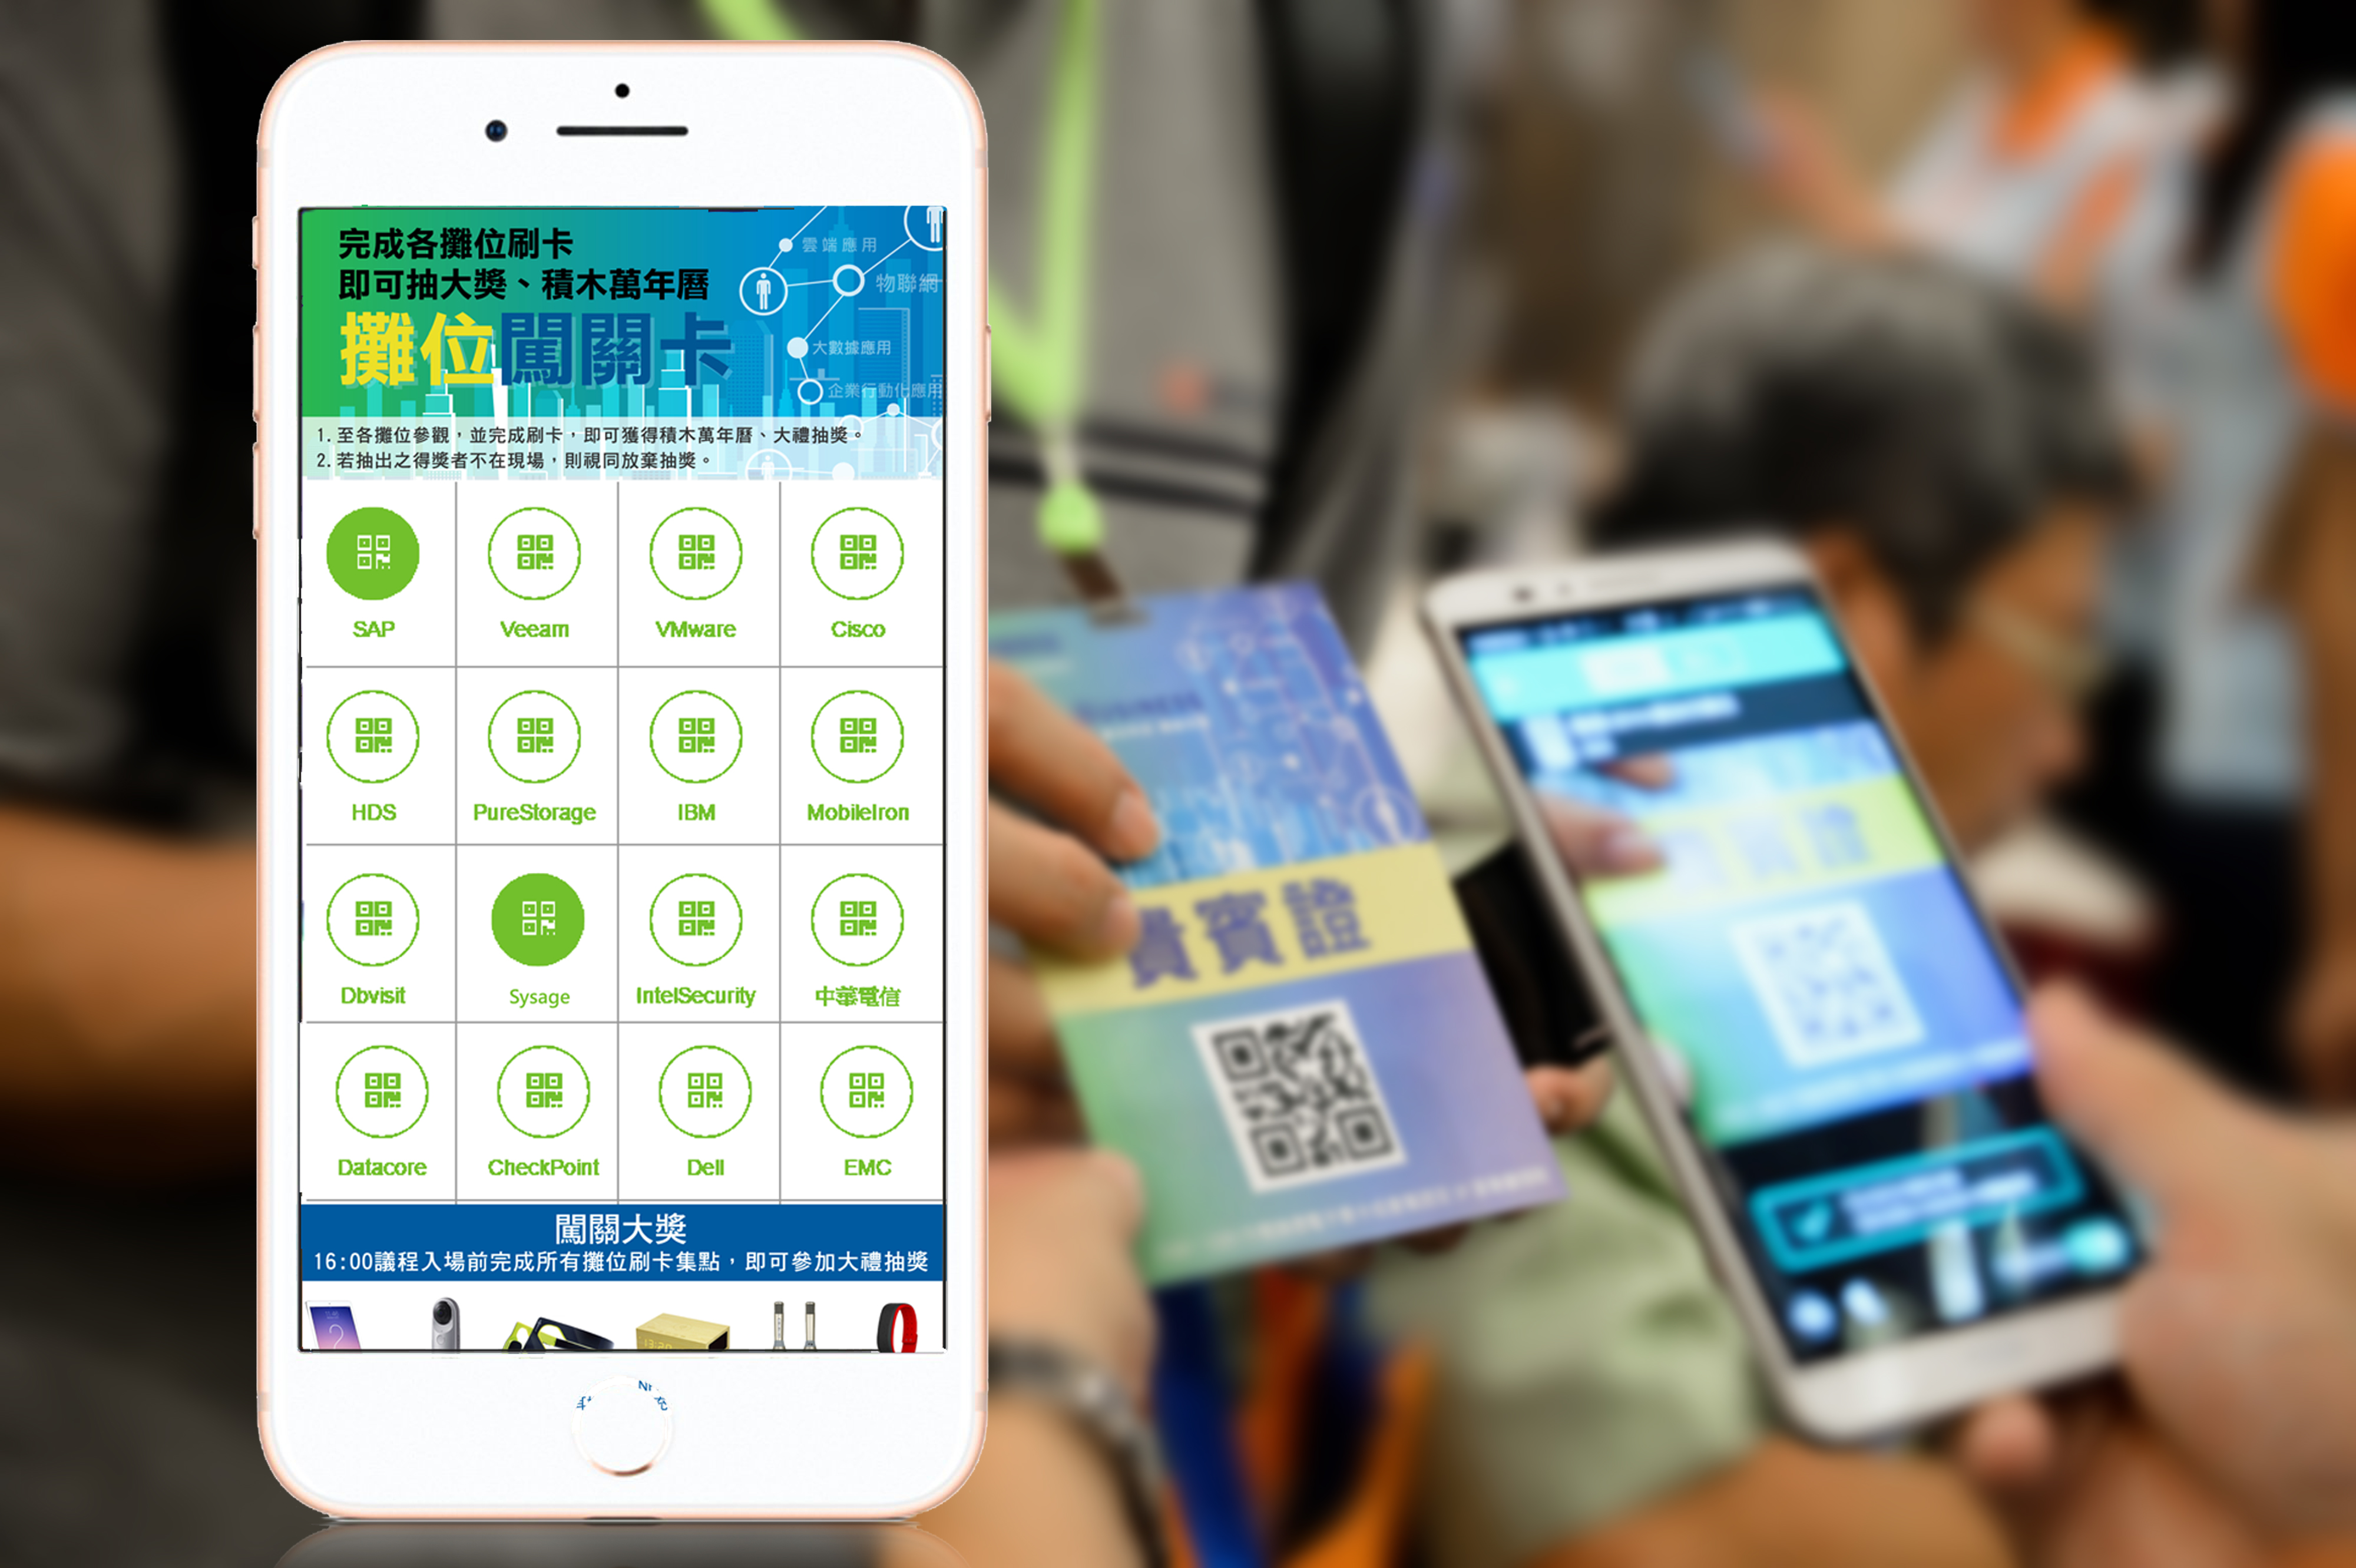 完成各攤位刷卡
即可抽大獎、積木萬年曆
攤位闖關卡
雲端應用
物聯網
大數據應用
企業行動化應用
1. 至各攤位參觀，並完成刷卡，即可獲得積木萬年曆、大禮抽獎。
2. 若抽出之得獎者不在現場，則視同放棄抽獎。
SAP Veeam VMware Cisco
HDS PureStorage IBM MobileIron
Dbvisit Sysage IntelSecurity 中華電信
Datacore CheckPoint Dell EMC
闖關大獎
16:00議程入場前完成所有攤位刷卡集點，即可參加大禮抽獎
貴賓證